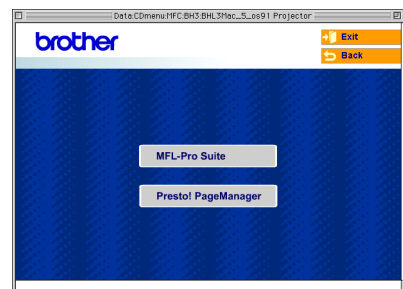 Data:CDmenu:MFC:BH3:BHL3Mac_5_os91 Projector
brother
Exit
Back
MFL-Pro Suite
Presto! PageManager